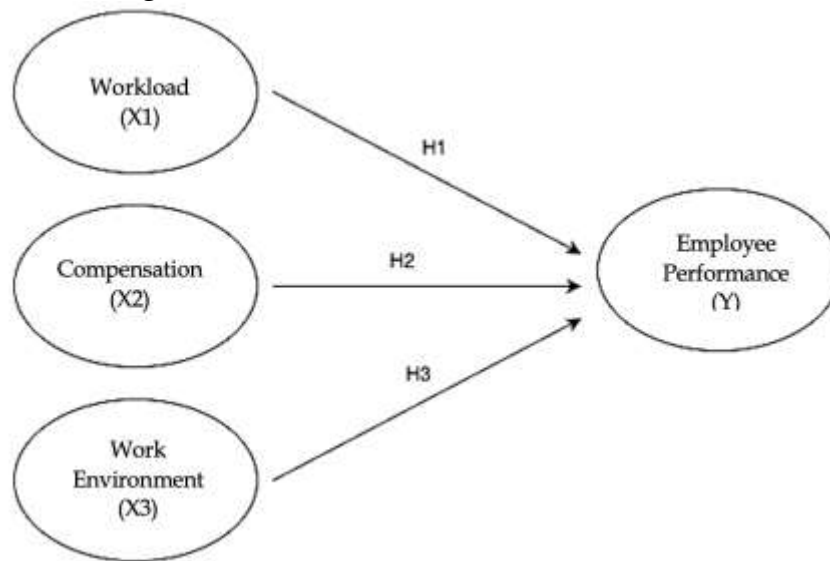 Workload
(X1)
H1
Compensation
(X2)
H2
Employee
Performance
(Y)
H3
Work
Environment
(X3)